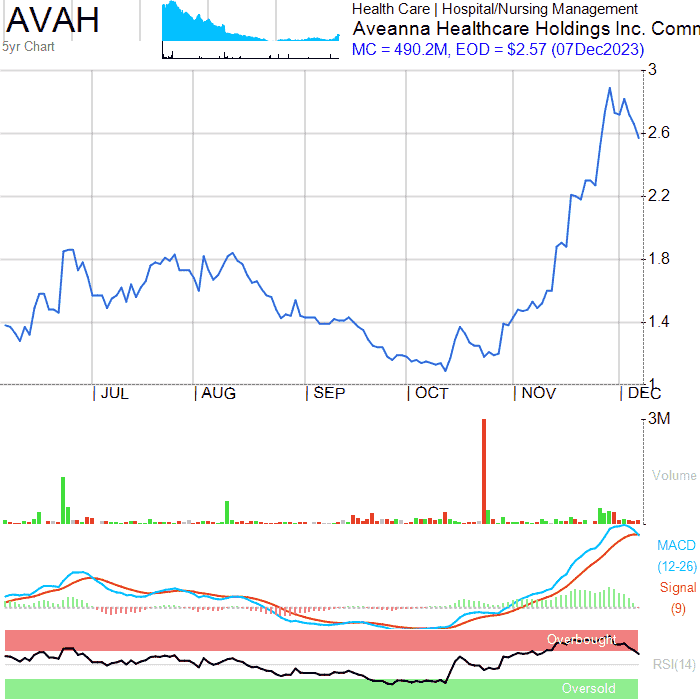 AVAH
5yr Chart
Health Care | Hospital/Nursing Management
Aveanna Healthcare Holdings Inc. Comm
MC = 490.2M, EOD = $2.57 (07Dec2023)
3
2.6
2.2
1.8
1.4
1
JUL AUG SEP OCT NOV DEC
3M
Volume
MACD
(12-26)
Signal
(9)
Overbought
RSI(14)
Oversold